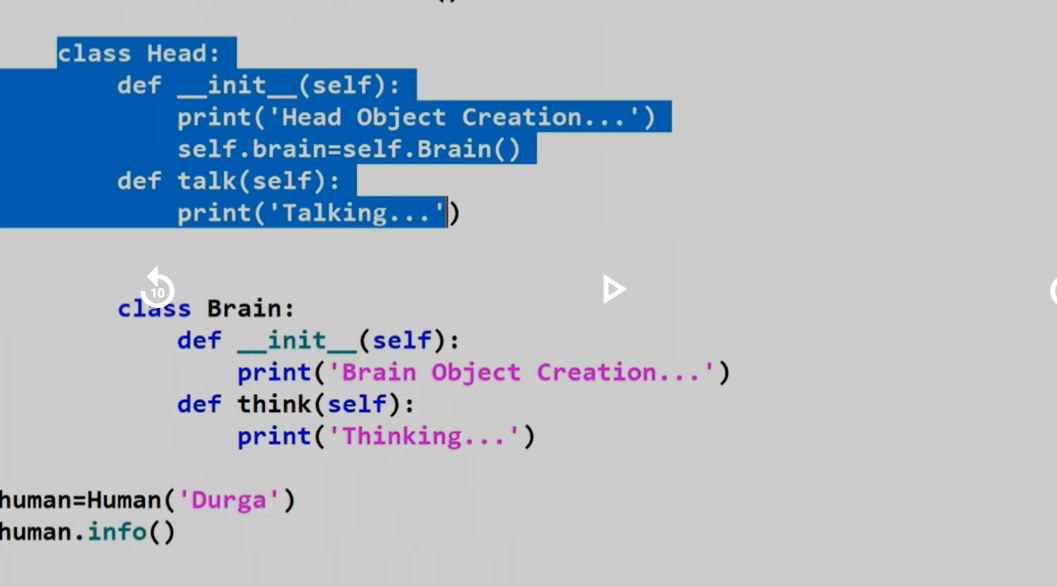 class Head:
def __init__(self):
print('Head Object Creation...')
self.brain=self.Brain()
def talk(self):
print('Talking...')
10
class Brain:
def __init__(self):
print('Brain Object Creation...')
def think(self):
print('Thinking...')
human=Human('Durga')
human.info()